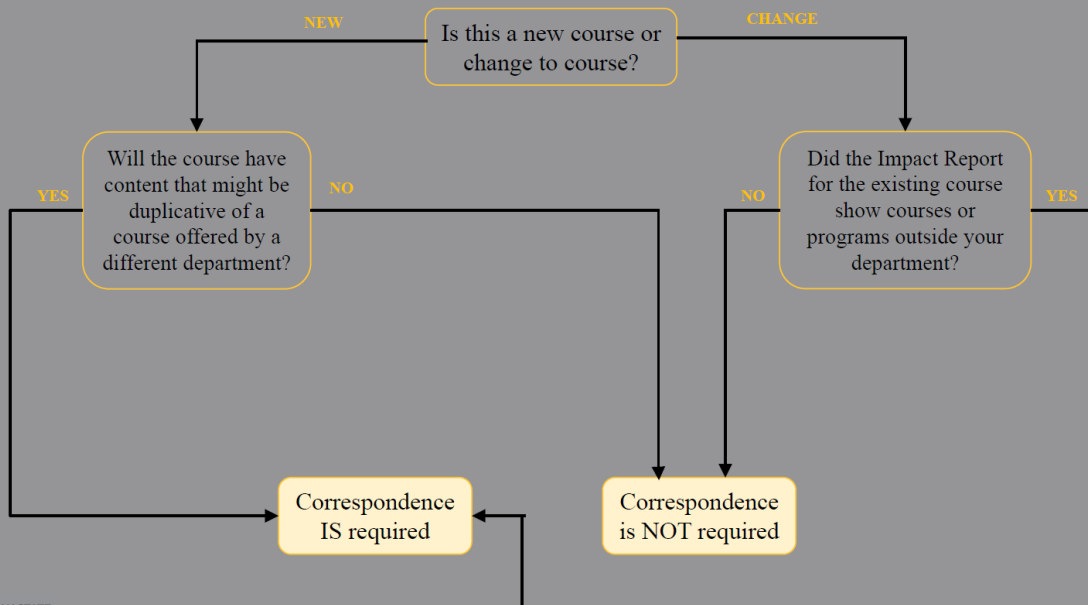 NEW
Is this a new course or
change to course?
CHANGE
Will the course have
content that might be
duplicative of a
course offered by a
different department?
YES
NO
Did the Impact Report
for the existing course
show courses or
programs outside your
department?
NO
YES
Correspondence
IS required
Correspondence
is NOT required